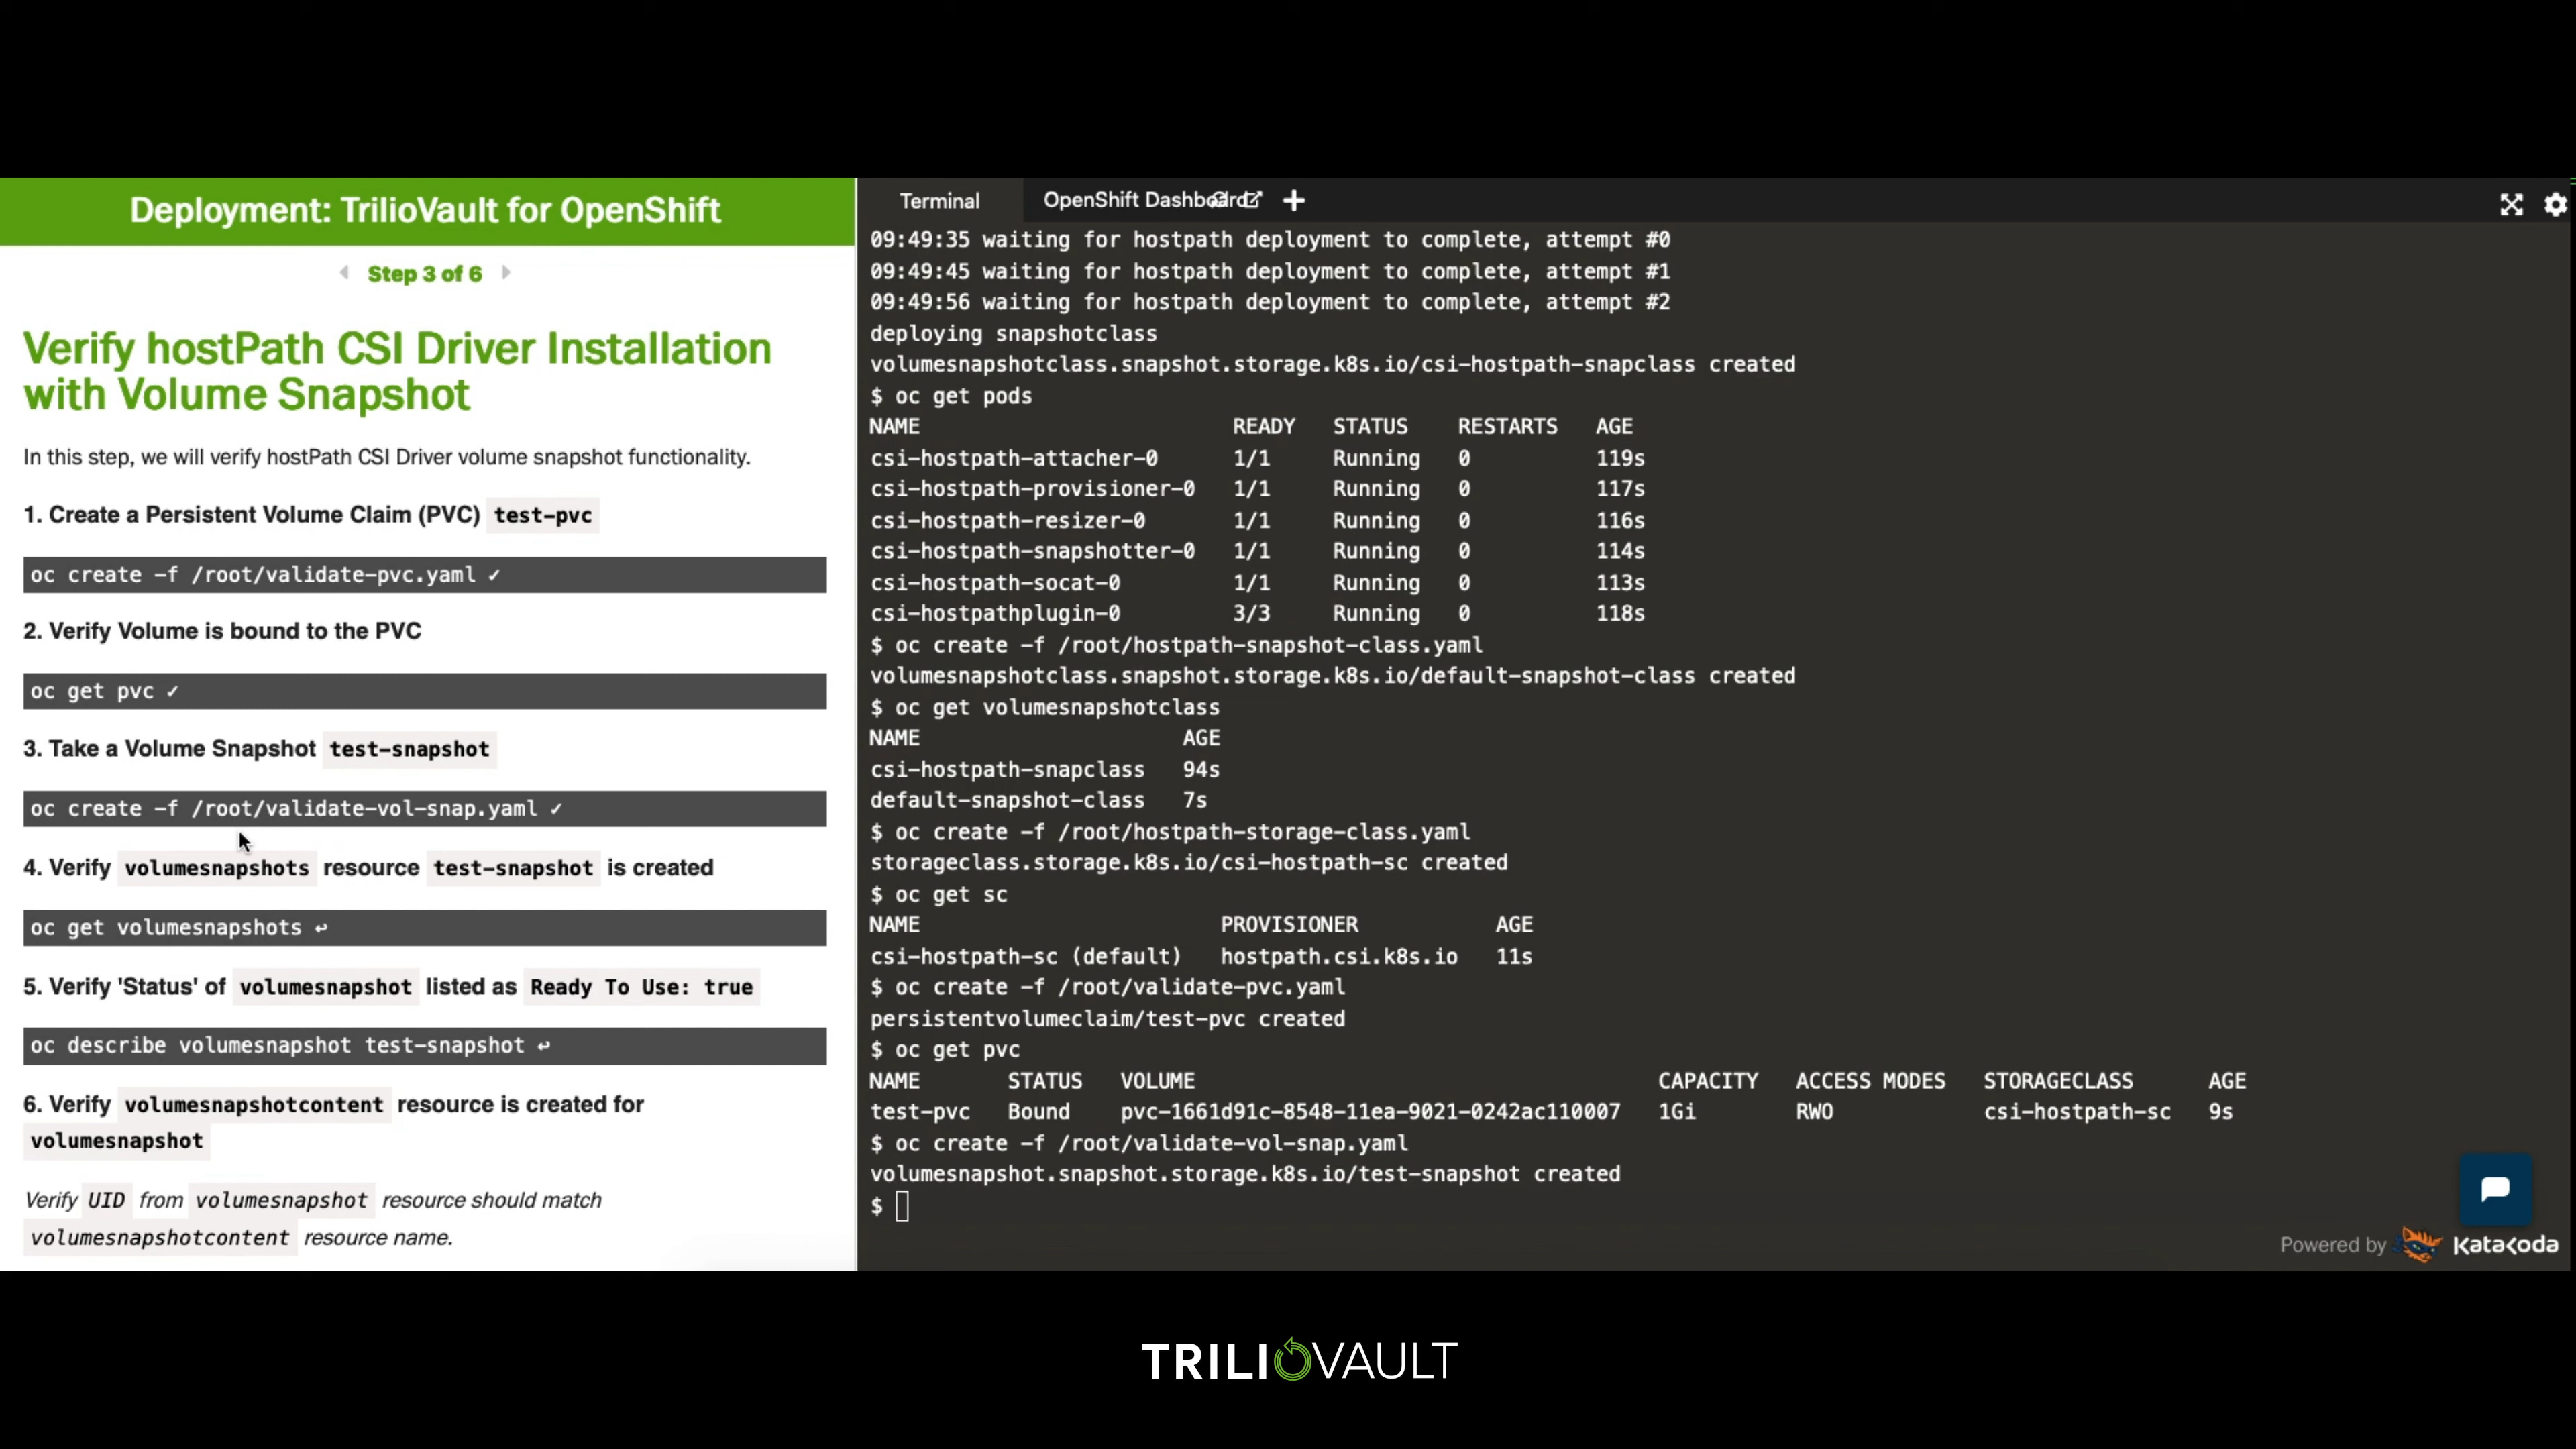 Deployment: TrilioVault for OpenShift
Step 3 of 6
Verify hostPath CSI Driver Installation
with Volume Snapshot
In this step, we will verify hostPath CSI Driver volume snapshot functionality.
1. Create a Persistent Volume Claim (PVC) test-pvc
oc create -f /root/validate-pvc.yaml ✓
2. Verify Volume is bound to the PVC
oc get pvc ✓
3. Take a Volume Snapshot test-snapshot
oc create -f /root/validate-vol-snap.yaml ✓
4. Verify volumesnapshots resource test-snapshot is created
oc get volumesnapshots ↩
5. Verify 'Status' of volumesnapshot listed as Ready To Use: true
oc describe volumesnapshot test-snapshot ↩
6. Verify volumesnapshotcontent resource is created for
volumesnapshot
Verify UID from volumesnapshot resource should match
volumesnapshotcontent resource name.
Terminal OpenShift Dashboard +
09:49:35 waiting for hostpath deployment to complete, attempt #0
09:49:45 waiting for hostpath deployment to complete, attempt #1
09:49:56 waiting for hostpath deployment to complete, attempt #2
deploying snapshotclass
volumesnapshotclass.snapshot.storage.k8s.io/csi-hostpath-snapclass created
$ oc get pods
NAME READY STATUS RESTARTS AGE
csi-hostpath-attacher-0 1/1 Running 0 119s
csi-hostpath-provisioner-0 1/1 Running 0 117s
csi-hostpath-resizer-0 1/1 Running 0 116s
csi-hostpath-snapshotter-0 1/1 Running 0 114s
csi-hostpath-socat-0 1/1 Running 0 113s
csi-hostpathplugin-0 3/3 Running 0 118s
$ oc create -f /root/hostpath-snapshot-class.yaml
volumesnapshotclass.snapshot.storage.k8s.io/default-snapshot-class created
$ oc get volumesnapshotclass
NAME AGE
csi-hostpath-snapclass 94s
default-snapshot-class 7s
$ oc create -f /root/hostpath-storage-class.yaml
storageclass.storage.k8s.io/csi-hostpath-sc created
$ oc get sc
NAME PROVISIONER AGE
csi-hostpath-sc (default) hostpath.csi.k8s.io 11s
$ oc create -f /root/validate-pvc.yaml
persistentvolumeclaim/test-pvc created
$ oc get pvc
NAME STATUS VOLUME CAPACITY ACCESS MODES STORAGECLASS AGE
test-pvc Bound pvc-1661d91c-8548-11ea-9021-0242ac110007 1Gi RWO csi-hostpath-sc 9s
$ oc create -f /root/validate-vol-snap.yaml
volumesnapshot.snapshot.storage.k8s.io/test-snapshot created
$
Powered by Katacoda
TRILIOVAULT